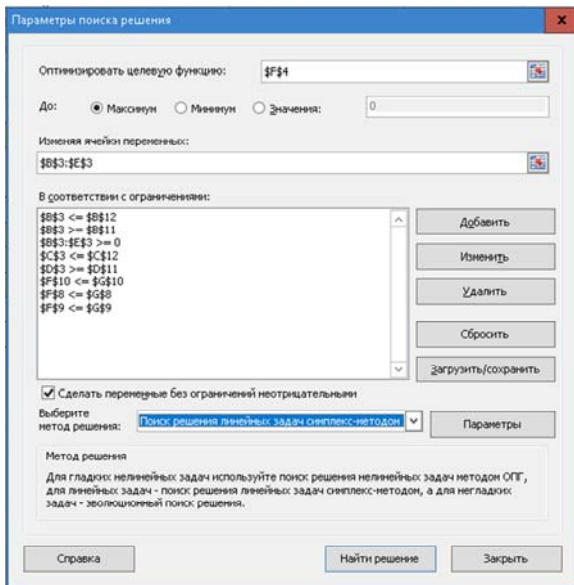 Параметры поиска решения
Оптимизировать целевую функцию: $F$4
До: Максимум Минимум Значения: 0
Изменяя ячейки переменных:
$B$3:$E$3
В соответствии с ограничениями:
$B$3 <= $B$12
$B$3 >= $B$11
$B$3:$E$3 >= 0
$C$3 <= $C$12
$D$3 >= $D$11
$F$10 <= $G$10
$F$8 <= $G$8
$F$9 <= $G$9
Добавить
Изменить
Удалить
Сбросить
Загрузить/сохранить
Сделать переменные без ограничений неотрицательными
Выберите
метод решения: Поиск решения линейных задач симплекс-методом Параметры
Метод решения
Для гладких нелинейных задач используйте поиск решения нелинейных задач методом ОПГ,
для линейных задач - поиск решения линейных задач симплекс-методом, а для негладких
задач - эволюционный поиск решения.
Справка Найти решение Закрыть